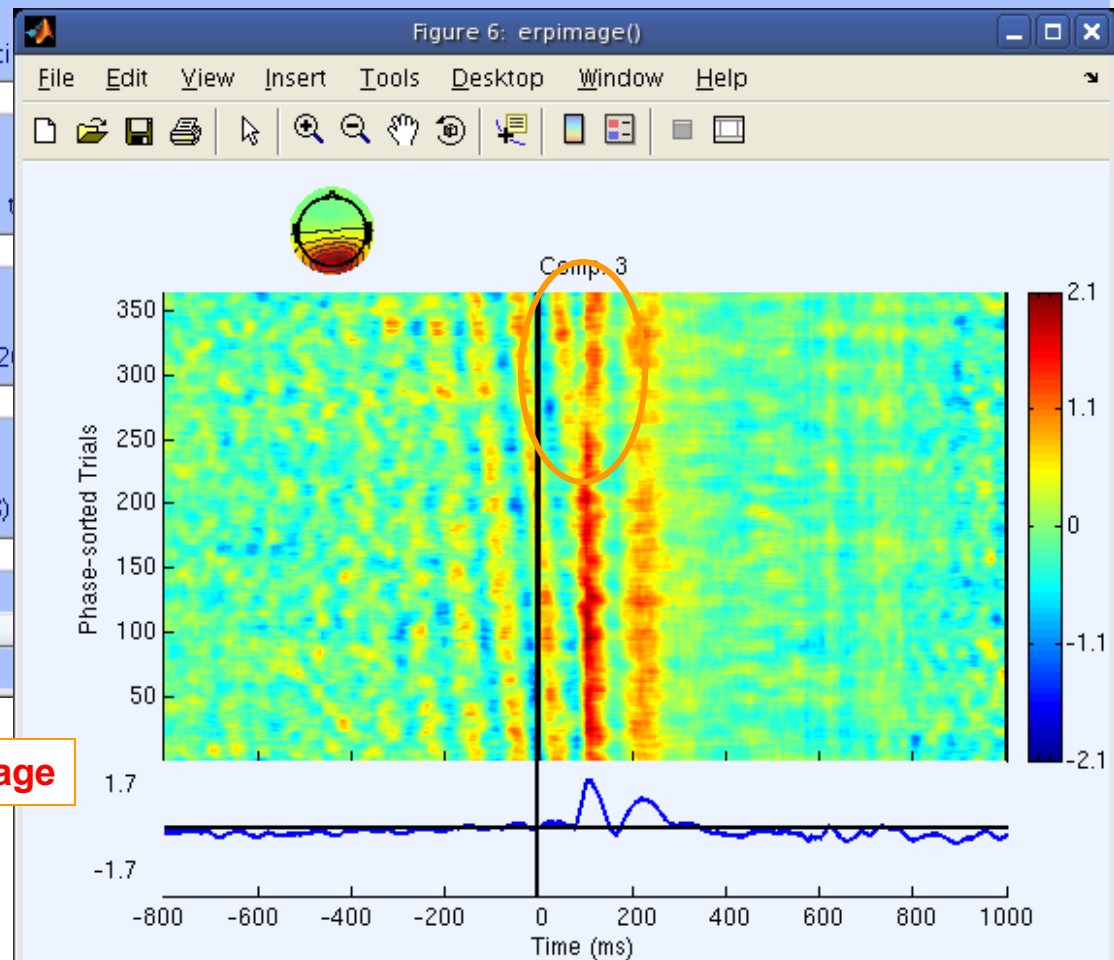 Figure 6: erpimage()
File Edit View Insert Tools Desktop Window Help
Comp. 3
Phase-sorted Trials
350
300
250
200
150
100
50
2.1
1.1
0
-1.1
-2.1
1.7
-1.7
-800 -600 -400 -200 0 200 400 600 800 1000
Time (ms)